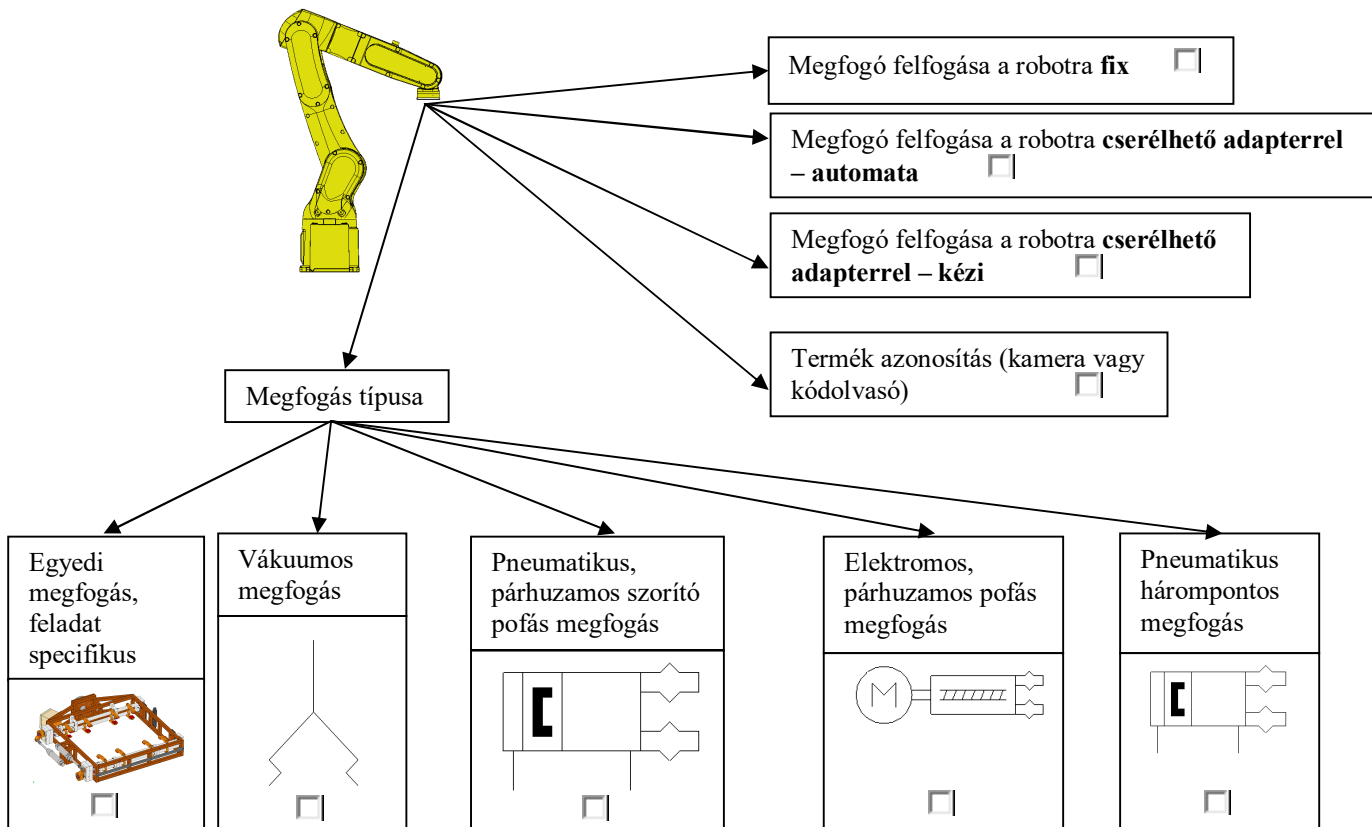 Megfogó felfogása a robotra fix
Megfogó felfogása a robotra cserélhető adapterrel
– automata
Megfogó felfogása a robotra cserélhető
adapterrel – kézi
Termék azonosítás (kamera vagy
kódolvasó)
Megfogás típusa
Egyedi
megfogás,
feladat
specifikus
Vákuumos
megfogás
Pneumatikus,
párhuzamos szorító
pofás megfogás
Elektromos,
párhuzamos pofás
megfogás
M
Pneumatikus
hárompontos
megfogás